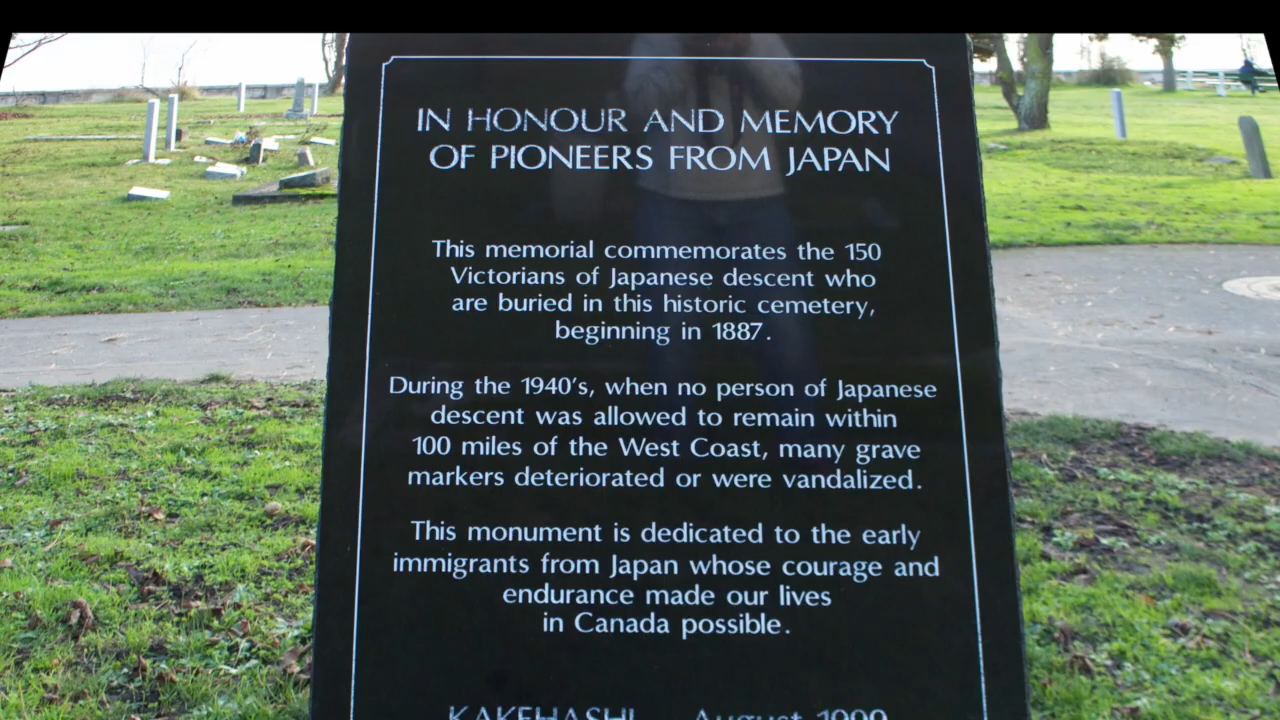 IN HONOUR AND MEMORY
OF PIONEERS FROM JAPAN
This memorial commemorates the 150
Victorians of Japanese descent who
are buried in this historic cemetery,
beginning in 1887.
During the 1940's, when no person of Japanese
descent was allowed to remain within
100 miles of the West Coast, many grave
markers deteriorated or were vandalized.
This monument is dedicated to the early
immigrants from Japan whose courage and
endurance made our lives
in Canada possible.
KAKEHASHI August